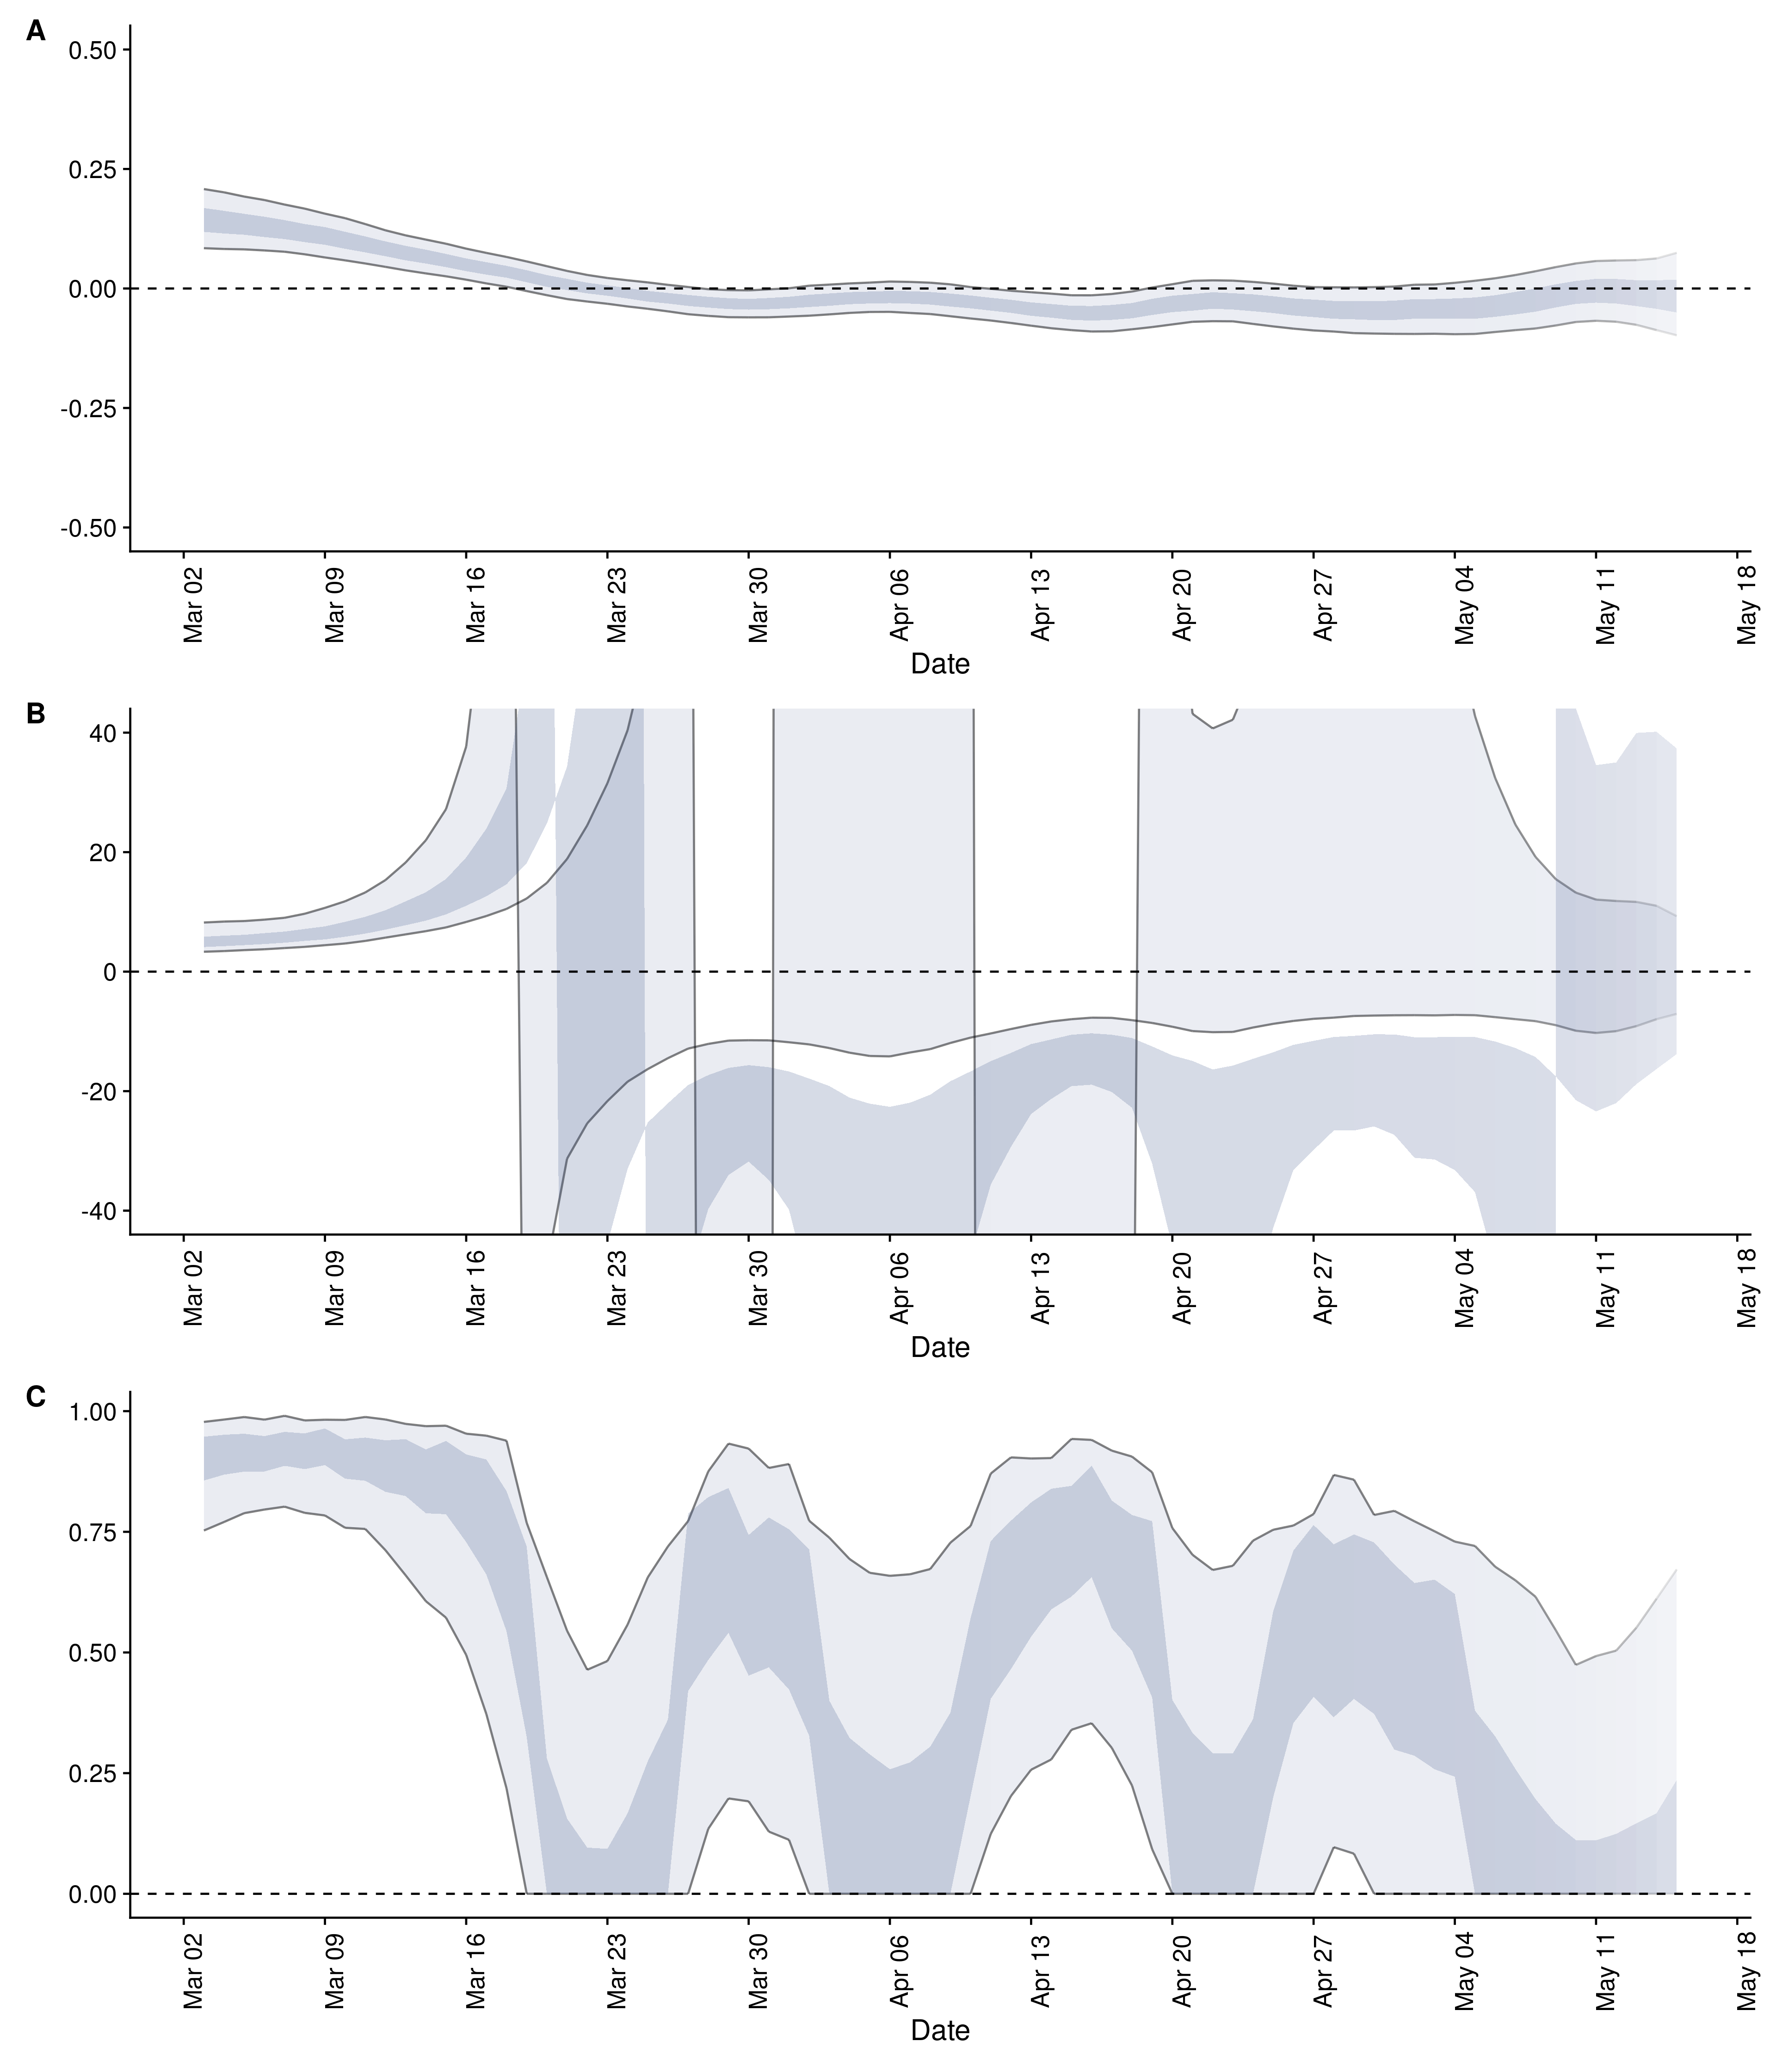 A
0.50
0.25
0.00
-0.25
-0.50
Mar 02
Mar 09
Mar 16
Mar 23
Mar 30
Apr 06
Apr 13
Apr 20
Apr 27
May 04
May 11
May 18
Date
B
40
20
0
-20
-40
Mar 02
Mar 09
Mar 16
Mar 23
Mar 30
Apr 06
Apr 13
Apr 20
Apr 27
May 04
May 11
May 18
Date
C
1.00
0.75
0.50
0.25
0.00
Mar 02
Mar 09
Mar 16
Mar 23
Mar 30
Apr 06
Apr 13
Apr 20
Apr 27
May 04
May 11
May 18
Date